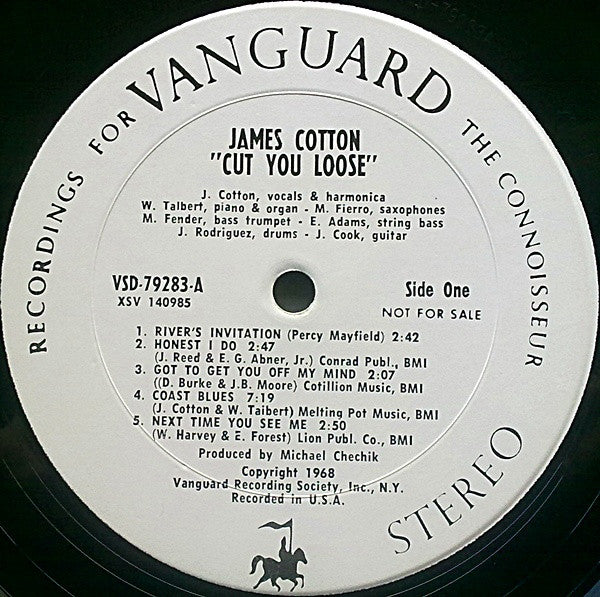 RECORDINGS FOR VANGUARD THE CONNOISSEUR
JAMES COTTON
"CUT YOU LOOSE"
J. Cotton, vocals & harmonica
W. Talbert, piano & organ - M. Fierro, saxophones
M. Fender, bass trumpet - E. Adams, string bass
J. Rodriguez, drums - J. Cook, guitar
VSD-79283-A
XSV 140985
Side One
NOT FOR SALE
1. RIVER'S INVITATION (Percy Mayfield) 2:42
2. HONEST I DO 2:47
(J. Reed & E. G. Abner, Jr.) Conrad Publ., BMI
3. GOT TO GET YOU OFF MY MIND 2:07
((D. Burke & J.B. Moore) Cotillion Music, BMI
4. COAST BLUES 7:19
(J. Cotton & W. Taibert) Melting Pot Music, BMI
5. NEXT TIME YOU SEE ME 2:50
(W. Harvey & E. Forest) Lion Publ. Co., BMI
Produced by Michael Chechik
Copyright 1968
Vanguard Recording Society, Inc., N.Y.
Recorded in U.S.A.
STEREO